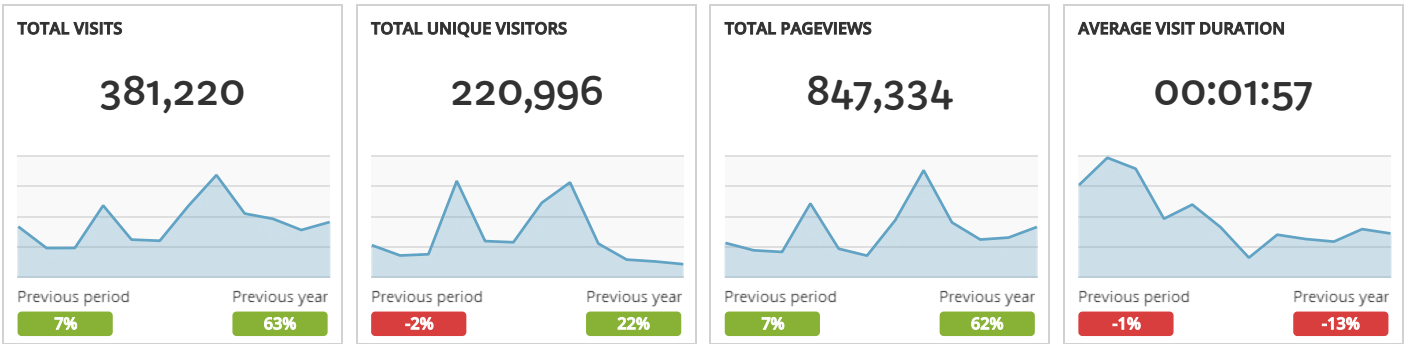 TOTAL VISITS
381,220
Previous period Previous year
7% 63%
TOTAL UNIQUE VISITORS
220,996
Previous period Previous year
-2% 22%
TOTAL PAGEVIEWS
847,334
Previous period Previous year
7% 62%
AVERAGE VISIT DURATION
00:01:57
Previous period Previous year
-1% -13%